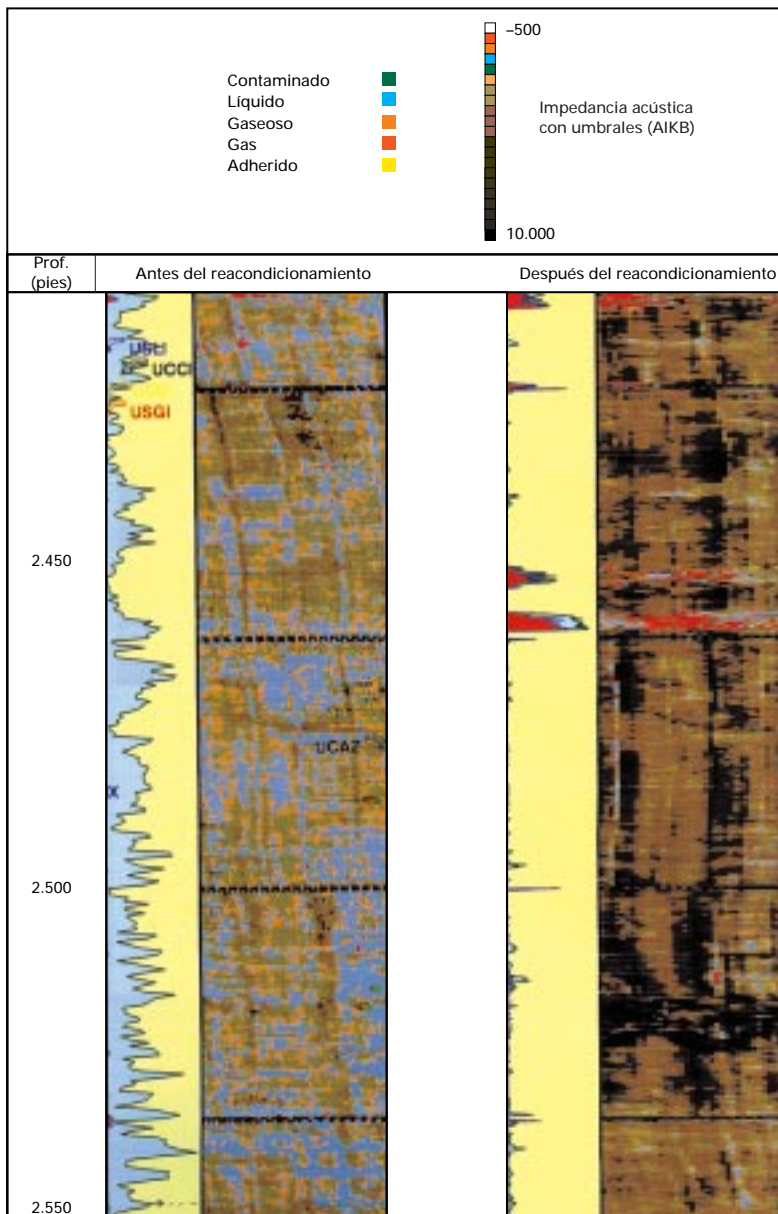 −500
Contaminado
Líquido
Gaseoso
Gas
Adherido
Impedancia acústica
con umbrales (AIKB)
10.000
Prof.
(pies)
Antes del reacondicionamiento
Después del reacondicionamiento
UCCI
USGI
2.450
UCAZ
X
2.500
2.550